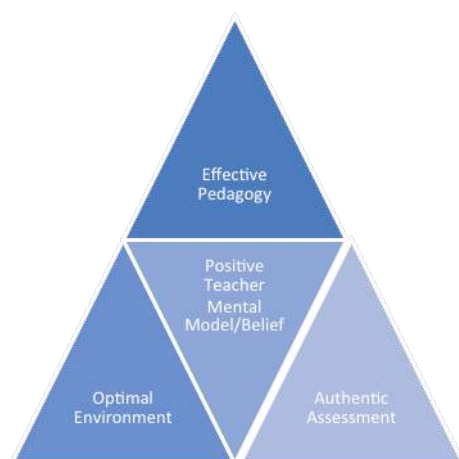 Effective
Pedagogy
Positive
Teacher
Mental
Model/Belief
Optimal
Environment
Authentic
Assessment